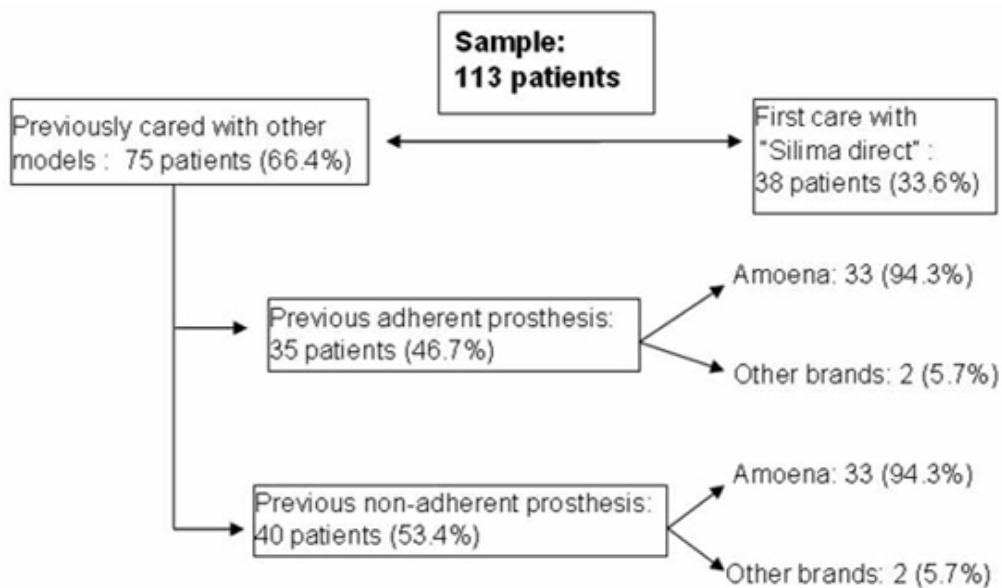 Sample:
113 patients
Previously cared with other
models :  75 patients (66.4%)
First care with
"Silima direct" :
38 patients (33.6%)
Previous adherent prosthesis:
35 patients (46.7%)
Amoena: 33 (94.3%)
Other brands: 2 (5.7%)
Previous non-adherent prosthesis:
40 patients (53.4%)
Amoena: 33 (94.3%)
Other brands: 2 (5.7%)